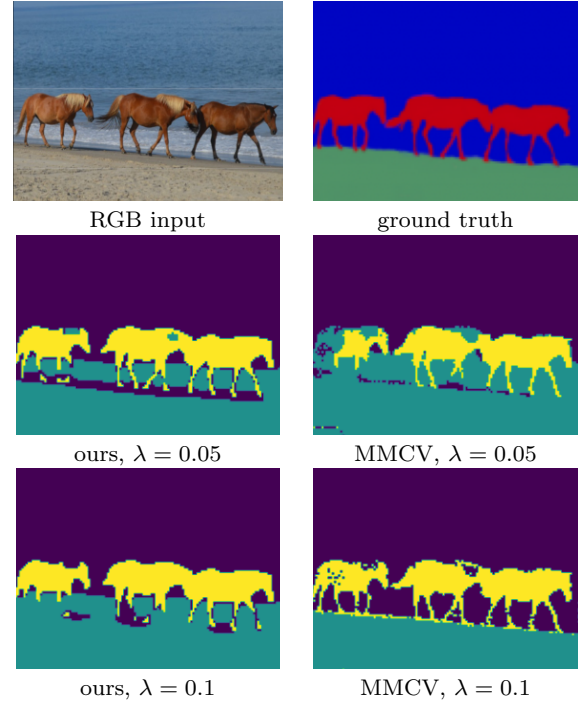 RGB input
ground truth
ours, λ = 0.05
MMCV, λ = 0.05
ours, λ = 0.1
MMCV, λ = 0.1